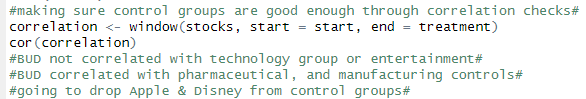 #making sure control groups are good enough through correlation checks#
correlation <- window(stocks, start = start, end = treatment)
cor(correlation)
#BUD not correlated with technology group or entertainment#
#BUD correlated with pharmaceutical, and manufacturing controls#
#going to drop Apple & Disney from control groups#